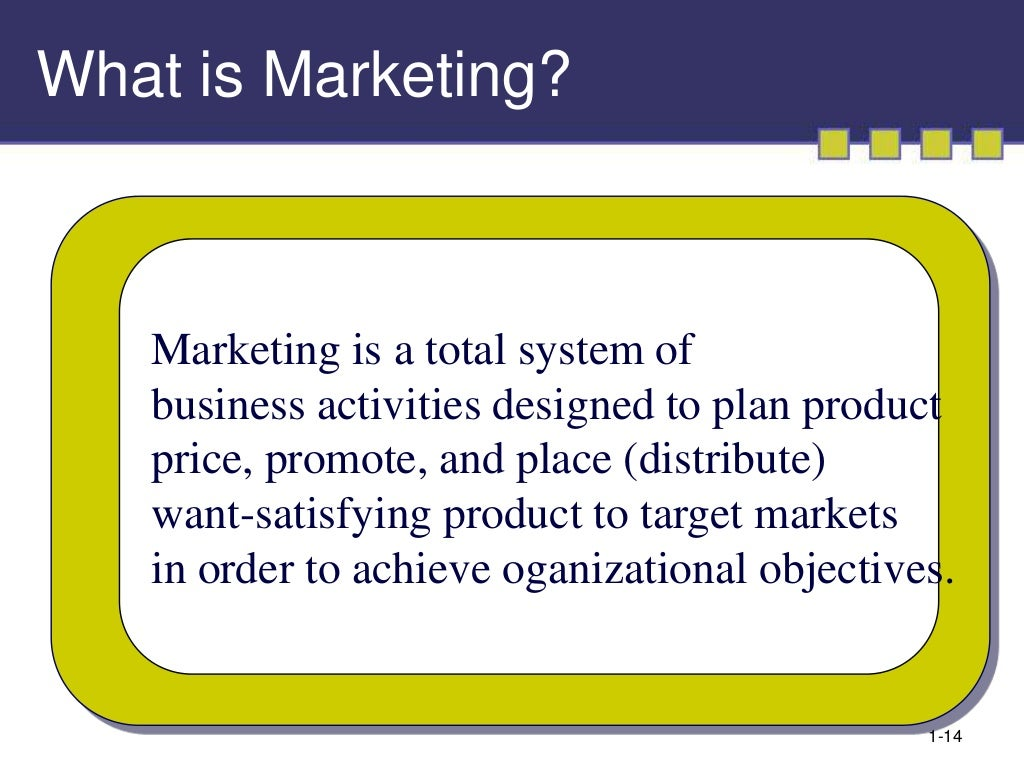 What is Marketing?
Marketing is a total system of
business activities designed to plan product
price, promote, and place (distribute)
want-satisfying product to target markets
in order to achieve oganizational objectives.
1-14